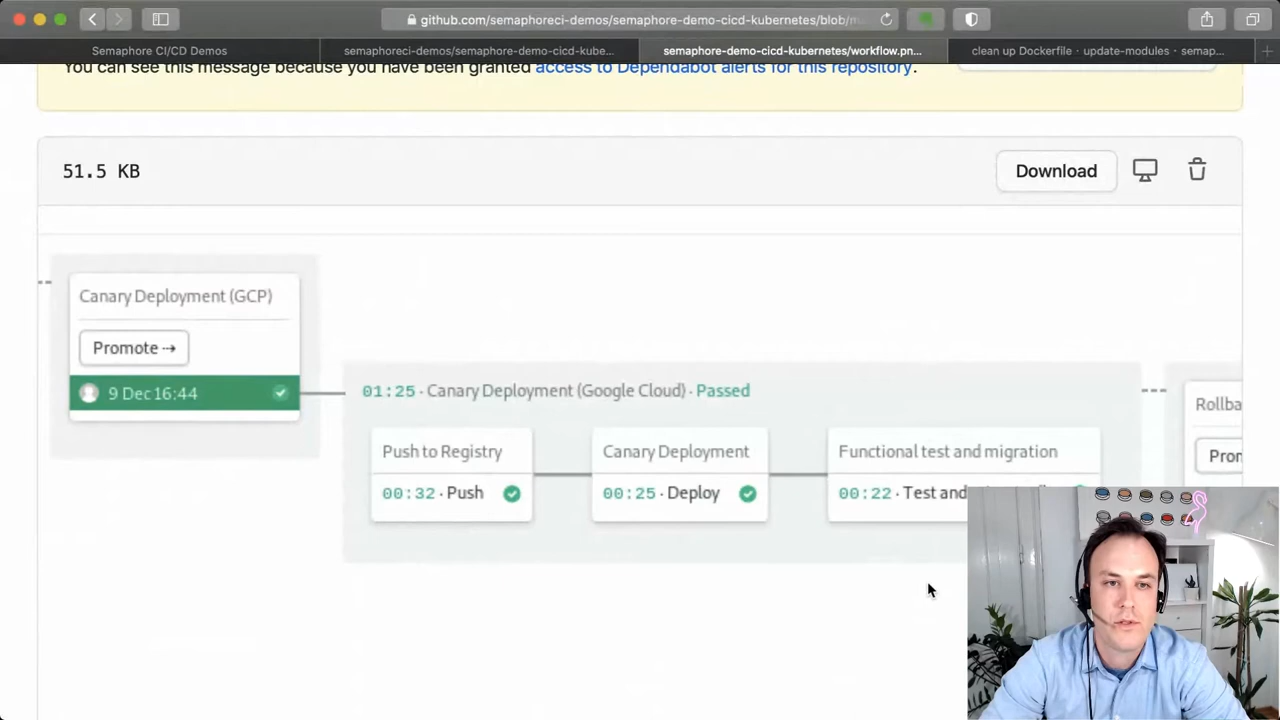 github.com/semaphoreci-demos/semaphore-demo-cicd-kubernetes/blob/
Semaphore CI/CD Demos
semaphoreci-demos/semaphore-demo-cicd-kube...
semaphore-demo-cicd-kubernetes/workflow.pn...
clean up Dockerfile · update-modules · semap...
You can see this message because you have been granted access to Dependabot alerts for this repository.
51.5 KB
Download
Canary Deployment (GCP)
Promote ⇢
9 Dec 16:44
01:25 · Canary Deployment (Google Cloud) · Passed
Push to Registry
00:32 · Push
Canary Deployment
00:25 · Deploy
Functional test and migration
00:22 · Test and
Rollba
Pron